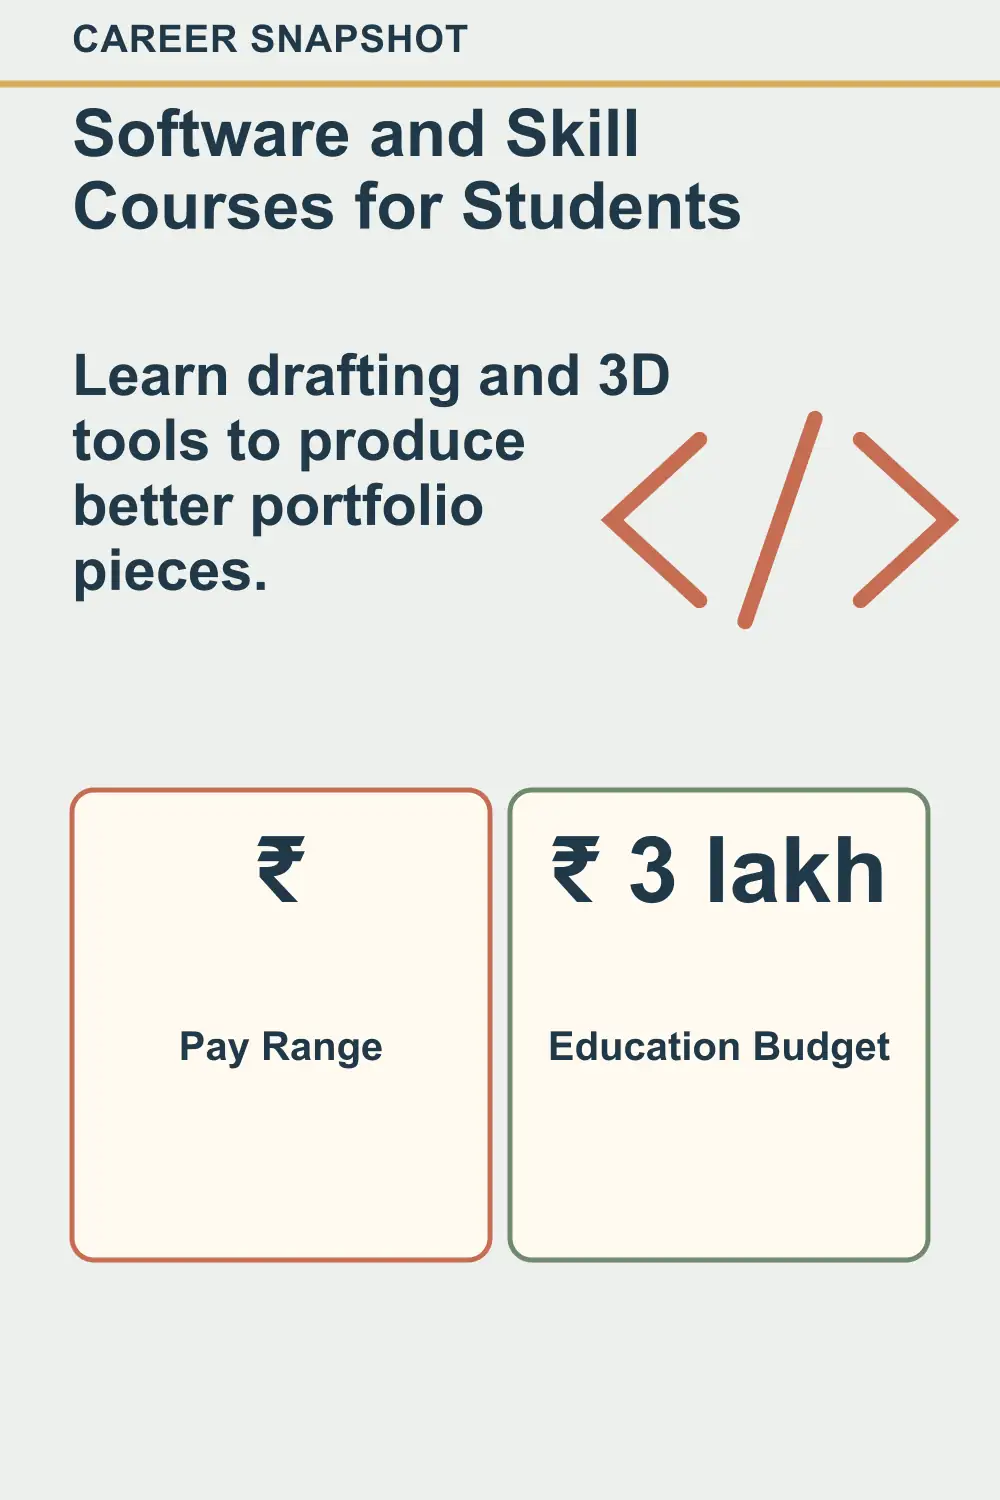 CAREER SNAPSHOT
Software and Skill
Courses for Students
Learn drafting and 3D
tools to produce
better portfolio
pieces.
₹
Pay Range
₹ 3 lakh
Education Budget